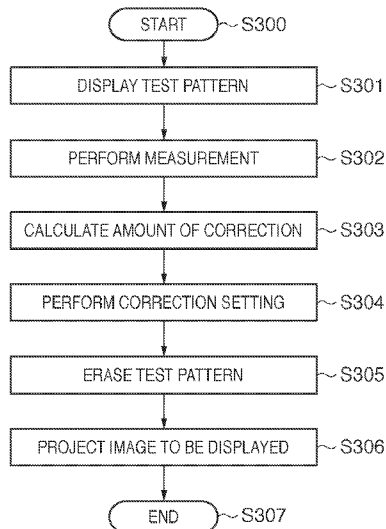 START S300
DISPLAY TEST PATTERN S301
PERFORM MEASUREMENT S302
CALCULATE AMOUNT OF CORRECTION S303
PERFORM CORRECTION SETTING S304
ERASE TEST PATTERN S305
PROJECT IMAGE TO BE DISPLAYED S306
END S307